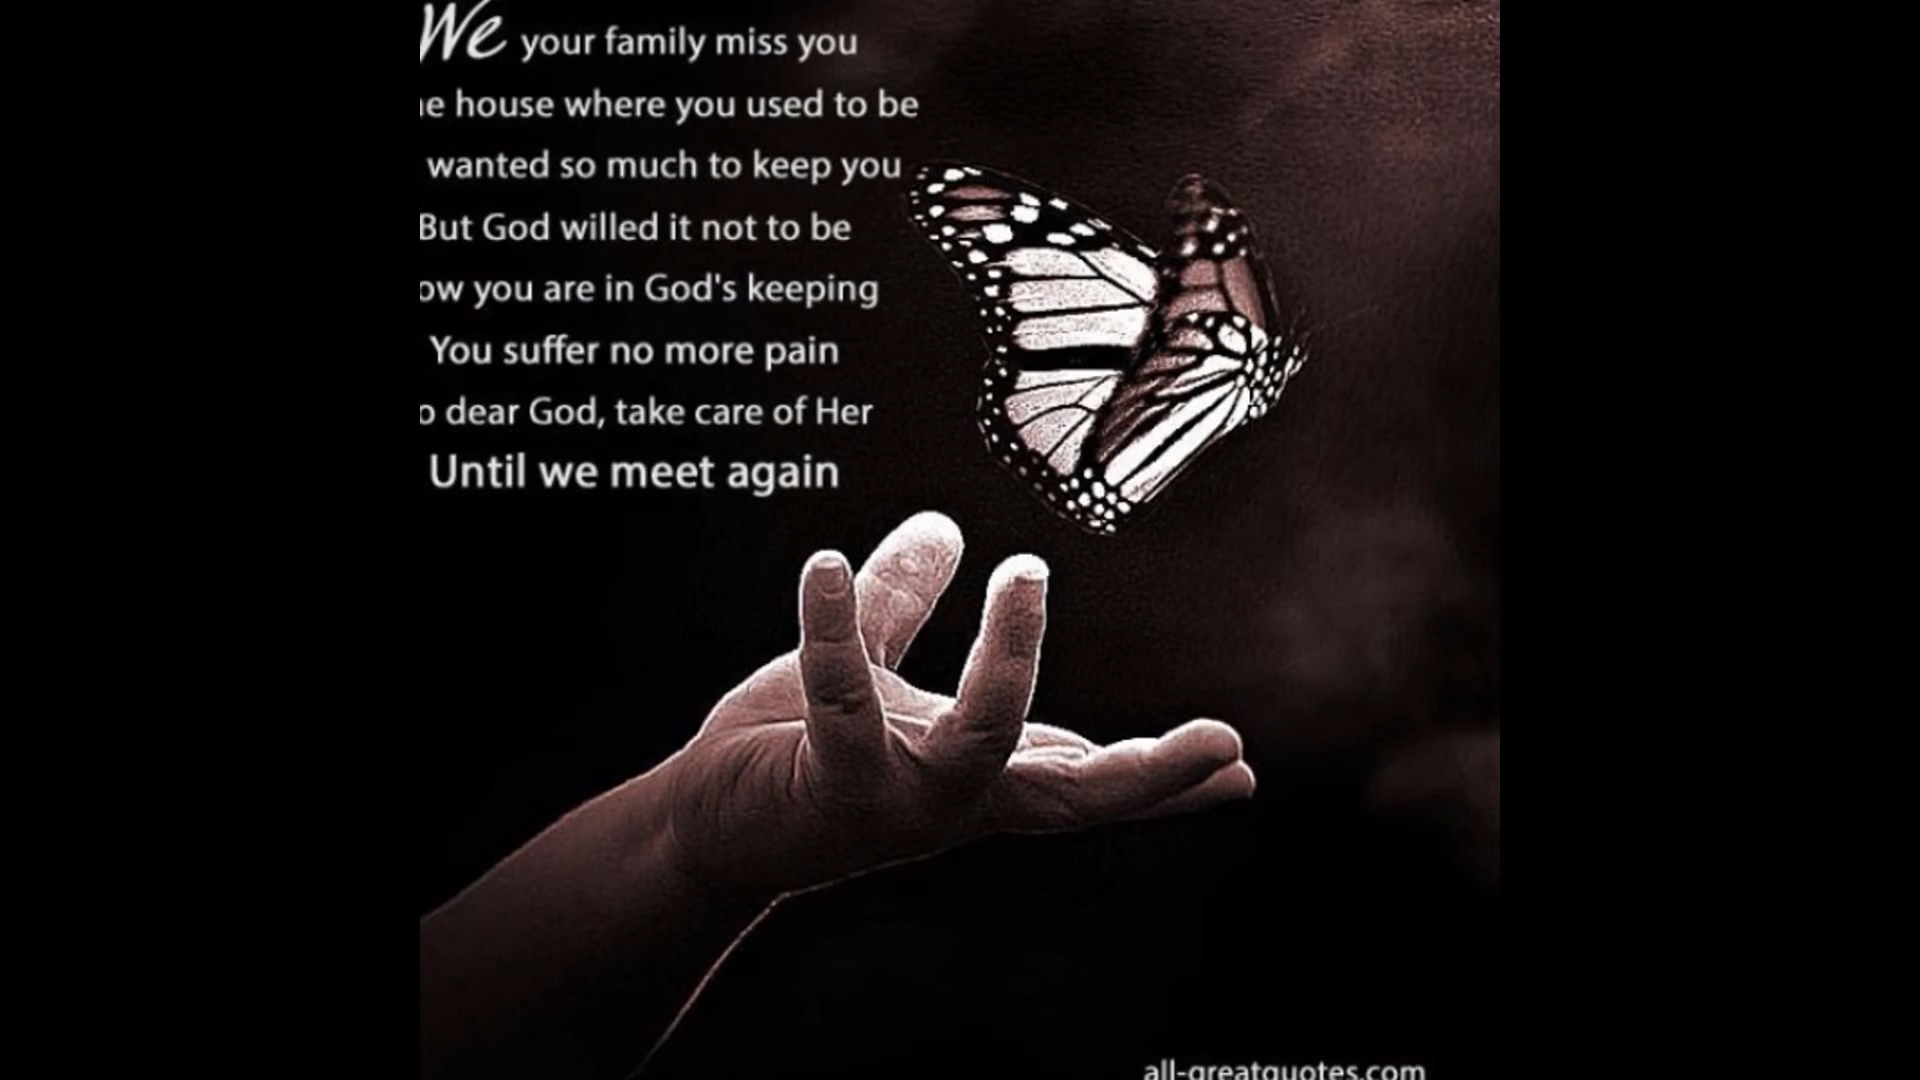 We your family miss you
e house where you used to be
wanted so much to keep you
But God willed it not to be
ow you are in God's keeping
You suffer no more pain
o dear God, take care of Her
Until we meet again
all-greatquotes.com